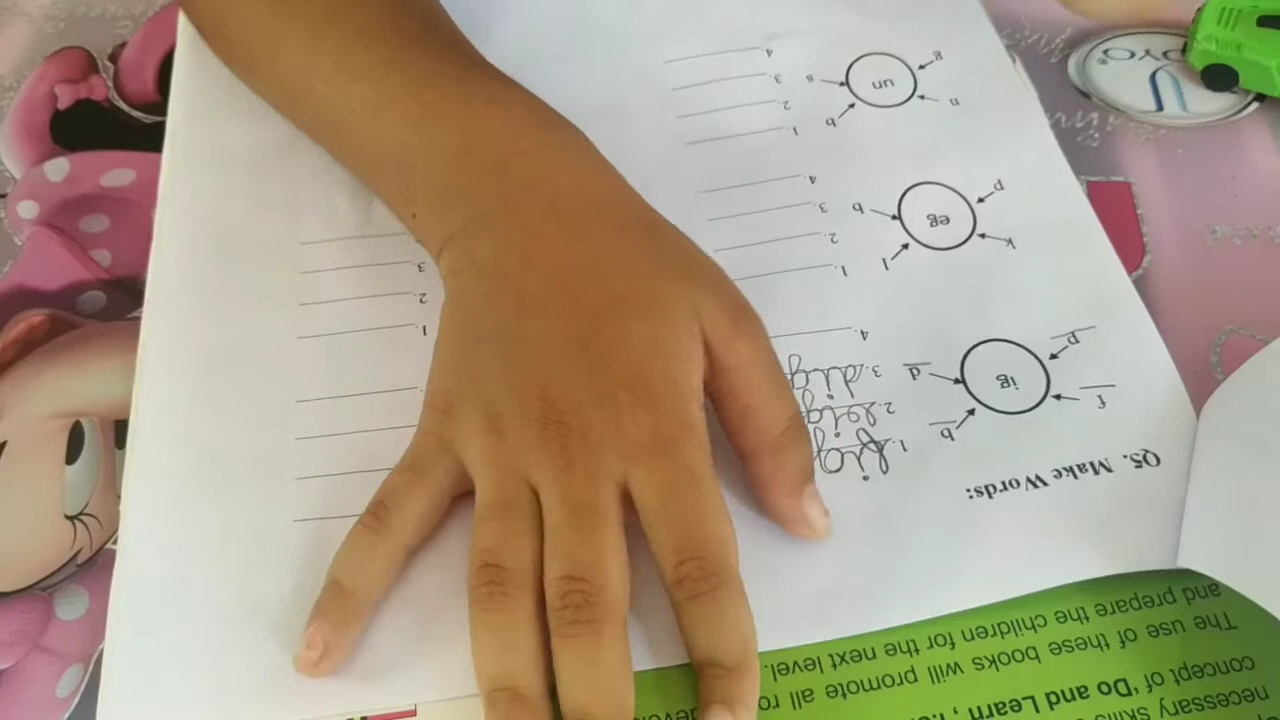 Q5. Make Words:
f b
ig
p d
1. fig
2. big
3. dig
4.
k l
eg
p b
1.
2.
3.
4.
n b
un
g s
1.
2.
3.
4.
1.
2.
3.
necessary skills
concept of 'Do and Learn',
The use of these books will promote all
and prepare the children for the next level.